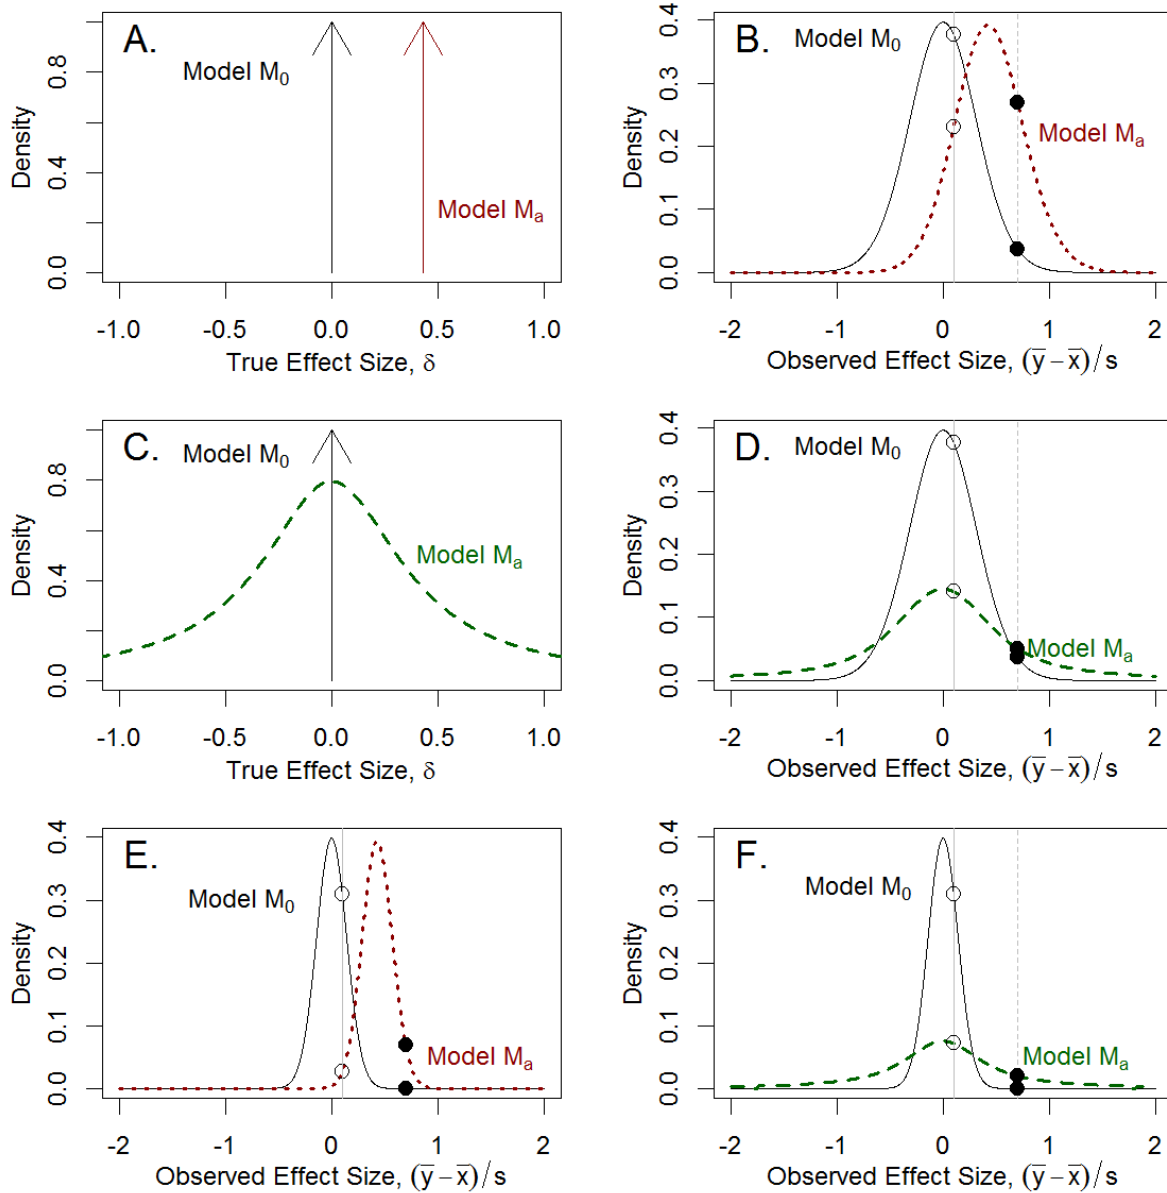 A.
Model M₀
Model Mₐ
Density
0.0
0.4
0.8
-1.0
-0.5
0.0
0.5
1.0
True Effect Size, δ
B.
Model M₀
Model Mₐ
Density
0.0
0.1
0.2
0.3
0.4
-2
-1
0
1
2
Observed Effect Size, (y̅ − x̅)/s
C.
Model M₀
Model Mₐ
Density
0.0
0.4
0.8
-1.0
-0.5
0.0
0.5
1.0
True Effect Size, δ
D.
Model M₀
Model Mₐ
Density
0.0
0.1
0.2
0.3
0.4
-2
-1
0
1
2
Observed Effect Size, (y̅ − x̅)/s
E.
Model M₀
Model Mₐ
Density
0.0
0.1
0.2
0.3
0.4
-2
-1
0
1
2
Observed Effect Size, (y̅ − x̅)/s
F.
Model M₀
Model Mₐ
Density
0.0
0.1
0.2
0.3
0.4
-2
-1
0
1
2
Observed Effect Size, (y̅ − x̅)/s